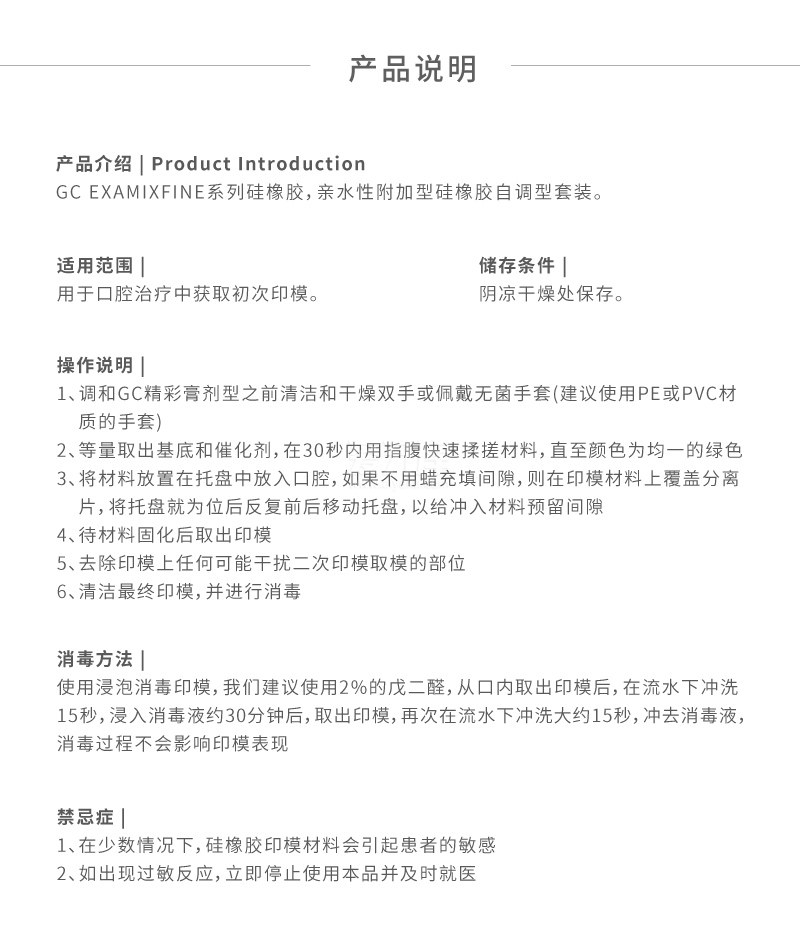 产品说明
产品介绍 | Product Introduction
GC EXAMIXFINE系列硅橡胶，亲水性附加型硅橡胶自调型套装。
适用范围 |
用于口腔治疗中获取初次印模。
储存条件 |
阴凉干燥处保存。
操作说明 |
1、调和GC精彩膏剂型之前清洁和干燥双手或佩戴无菌手套(建议使用PE或PVC材
质的手套)
2、等量取出基底和催化剂，在30秒内用指腹快速揉搓材料，直至颜色为均一的绿色
3、将材料放置在托盘中放入口腔，如果不用蜡充填间隙，则在印模材料上覆盖分离
片，将托盘就为位后反复前后移动托盘，以给冲入材料预留间隙
4、待材料固化后取出印模
5、去除印模上任何可能干扰二次印模取模的部位
6、清洁最终印模，并进行消毒
消毒方法 |
使用浸泡消毒印模，我们建议使用2%的戊二醛，从口内取出印模后，在流水下冲洗
15秒，浸入消毒液约30分钟后，取出印模，再次在流水下冲洗大约15秒，冲去消毒液，
消毒过程不会影响印模表现
禁忌症 |
1、在少数情况下，硅橡胶印模材料会引起患者的敏感
2、如出现过敏反应，立即停止使用本品并及时就医